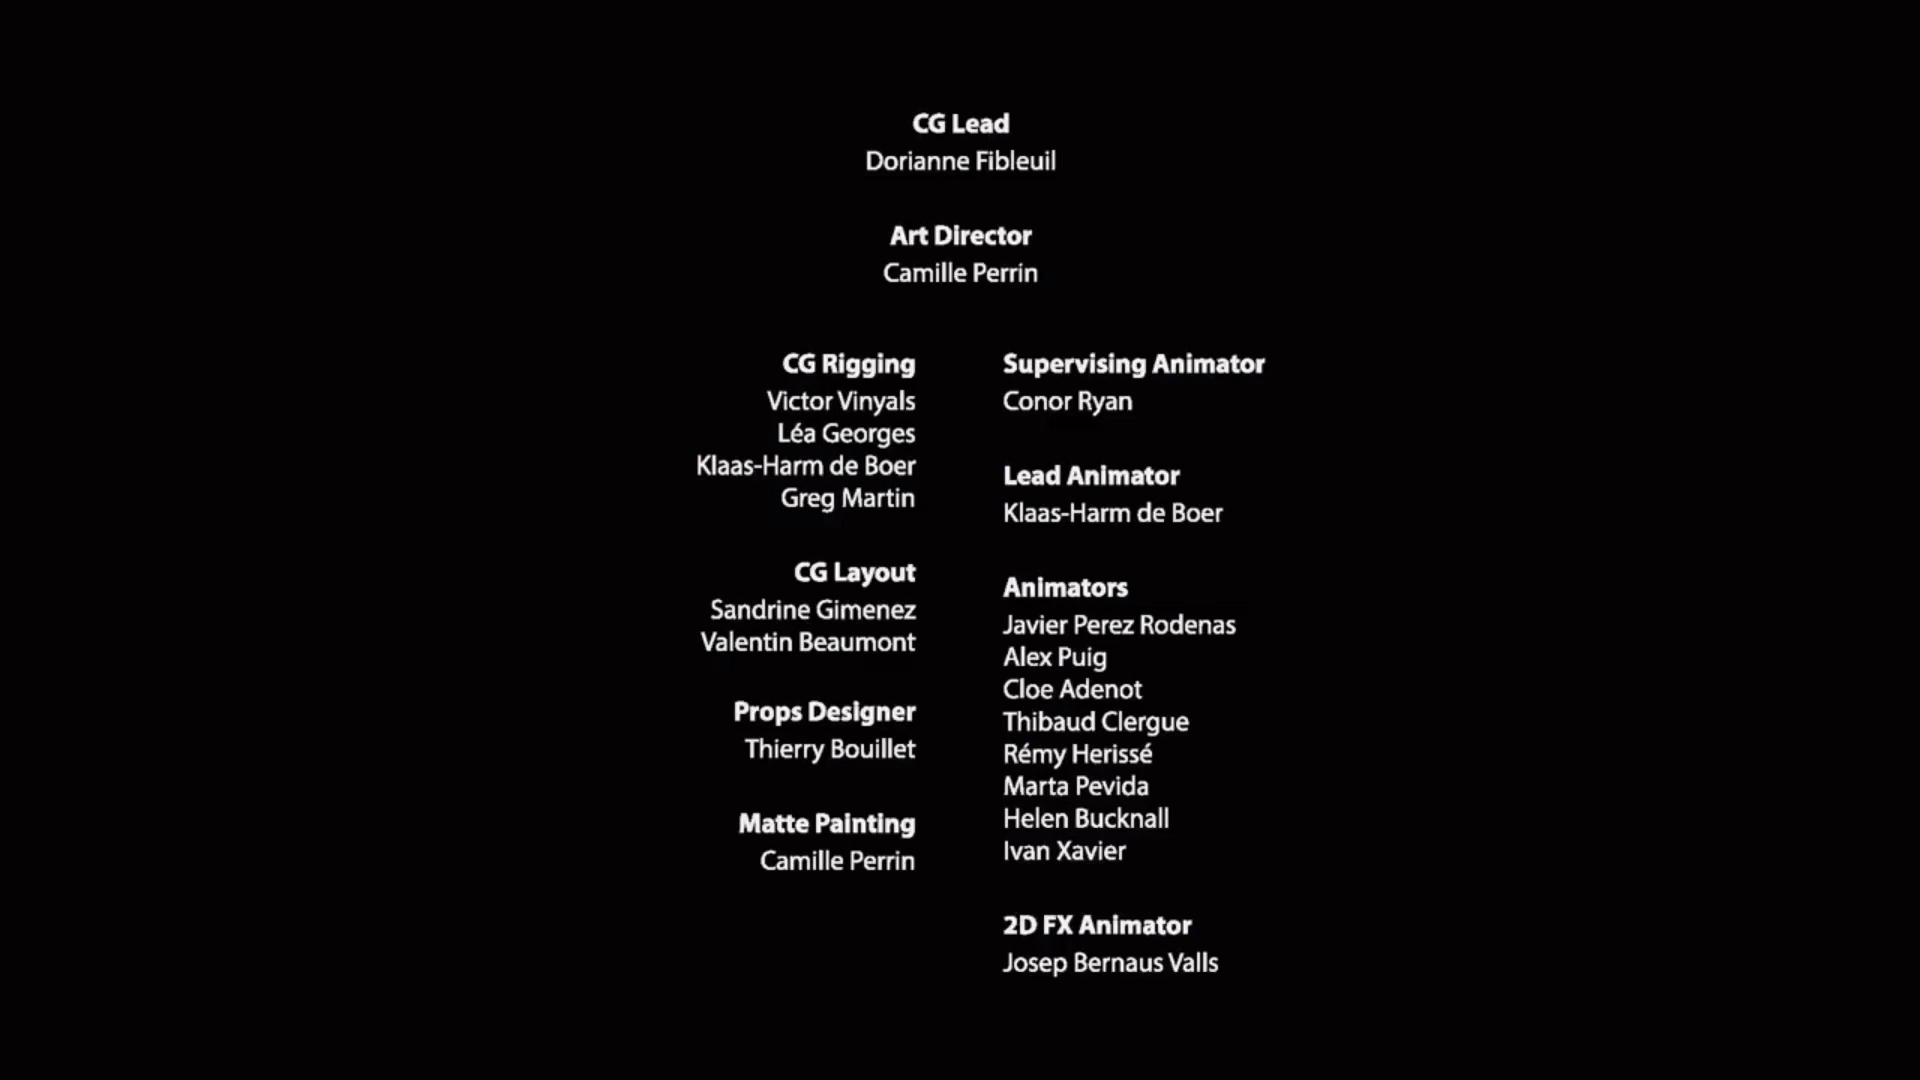 CG Lead
Dorianne Fibleuil
Art Director
Camille Perrin
CG Rigging
Victor Vinyals
Léa Georges
Klaas-Harm de Boer
Greg Martin
CG Layout
Sandrine Gimenez
Valentin Beaumont
Props Designer
Thierry Bouillet
Matte Painting
Camille Perrin
Supervising Animator
Conor Ryan
Lead Animator
Klaas-Harm de Boer
Animators
Javier Perez Rodenas
Alex Puig
Cloe Adenot
Thibaud Clergue
Rémy Herissé
Marta Pevida
Helen Bucknall
Ivan Xavier
2D FX Animator
Josep Bernaus Valls